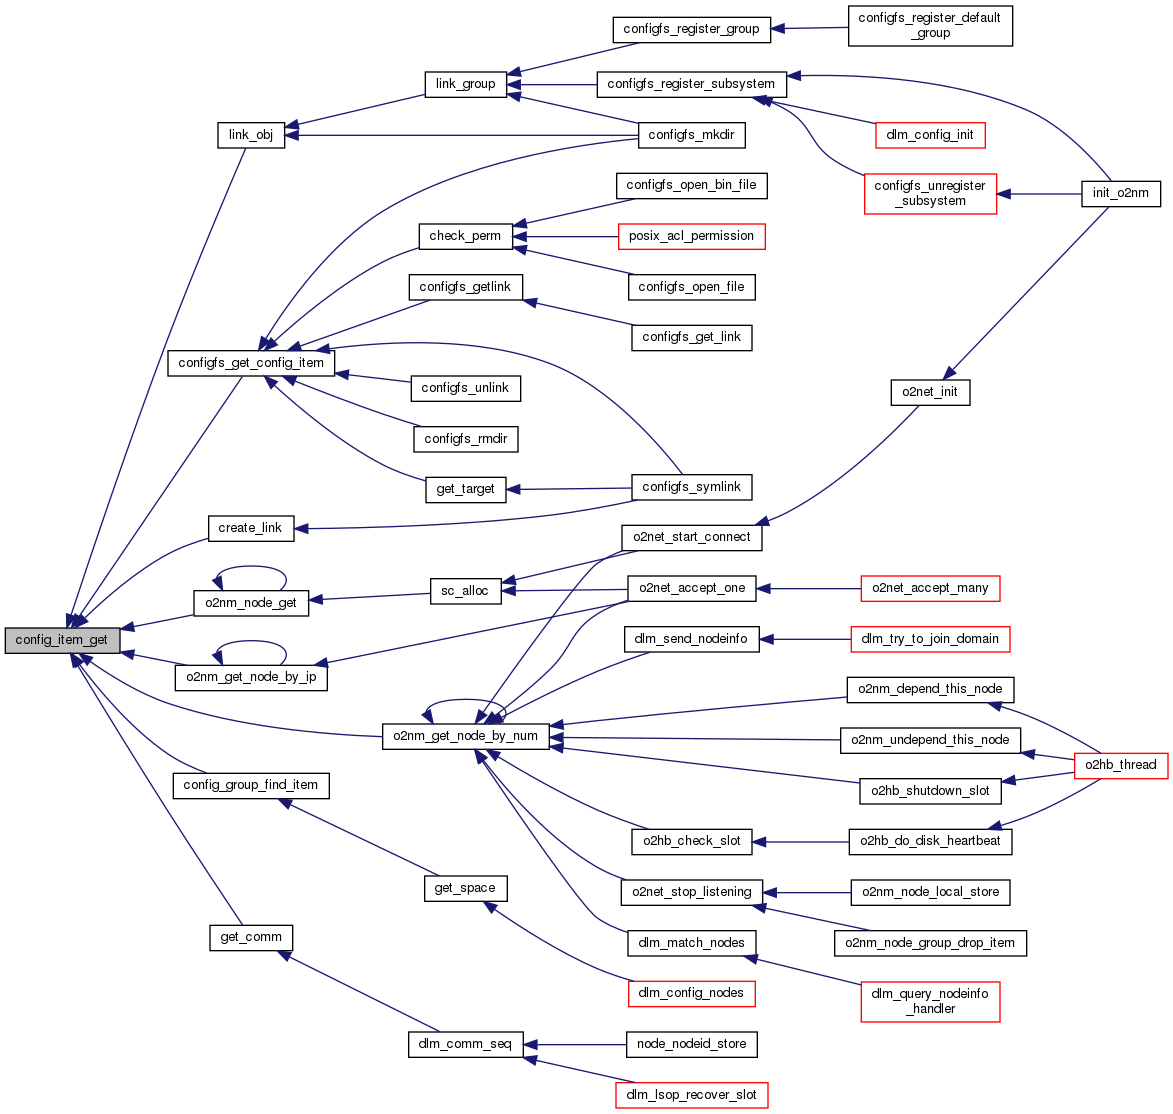 configfs_register_default
_group
configfs_register_group
link_group
configfs_register_subsystem
link_obj
configfs_mkdir
dlm_config_init
configfs_open_bin_file
configfs_unregister
_subsystem
init_o2nm
check_perm
posix_acl_permission
configfs_getlink
configfs_open_file
configfs_get_link
configfs_get_config_item
configfs_unlink
o2net_init
configfs_rmdir
get_target
configfs_symlink
create_link
o2net_start_connect
sc_alloc
o2net_accept_one
o2net_accept_many
o2nm_node_get
config_item_get
dlm_send_nodeinfo
dlm_try_to_join_domain
o2nm_get_node_by_ip
o2nm_depend_this_node
o2nm_get_node_by_num
o2nm_undepend_this_node
o2hb_thread
config_group_find_item
o2hb_shutdown_slot
o2hb_check_slot
o2hb_do_disk_heartbeat
get_space
o2net_stop_listening
o2nm_node_local_store
get_comm
dlm_match_nodes
o2nm_node_group_drop_item
dlm_config_nodes
dlm_query_nodeinfo
_handler
dlm_comm_seq
node_nodeid_store
dlm_lsop_recover_slot